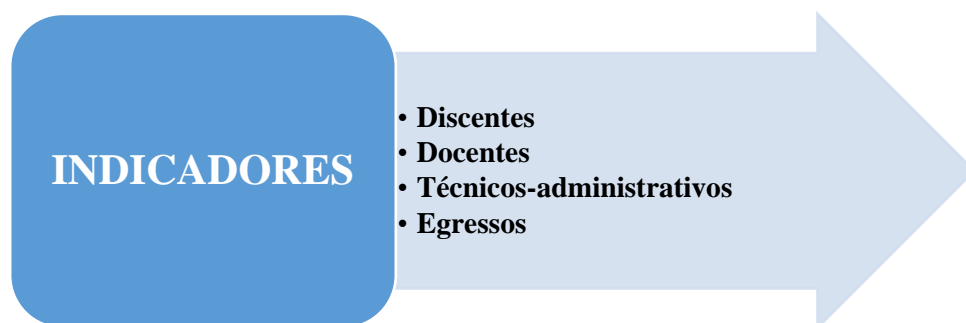 INDICADORES
• Discentes
• Docentes
• Técnicos-administrativos
• Egressos